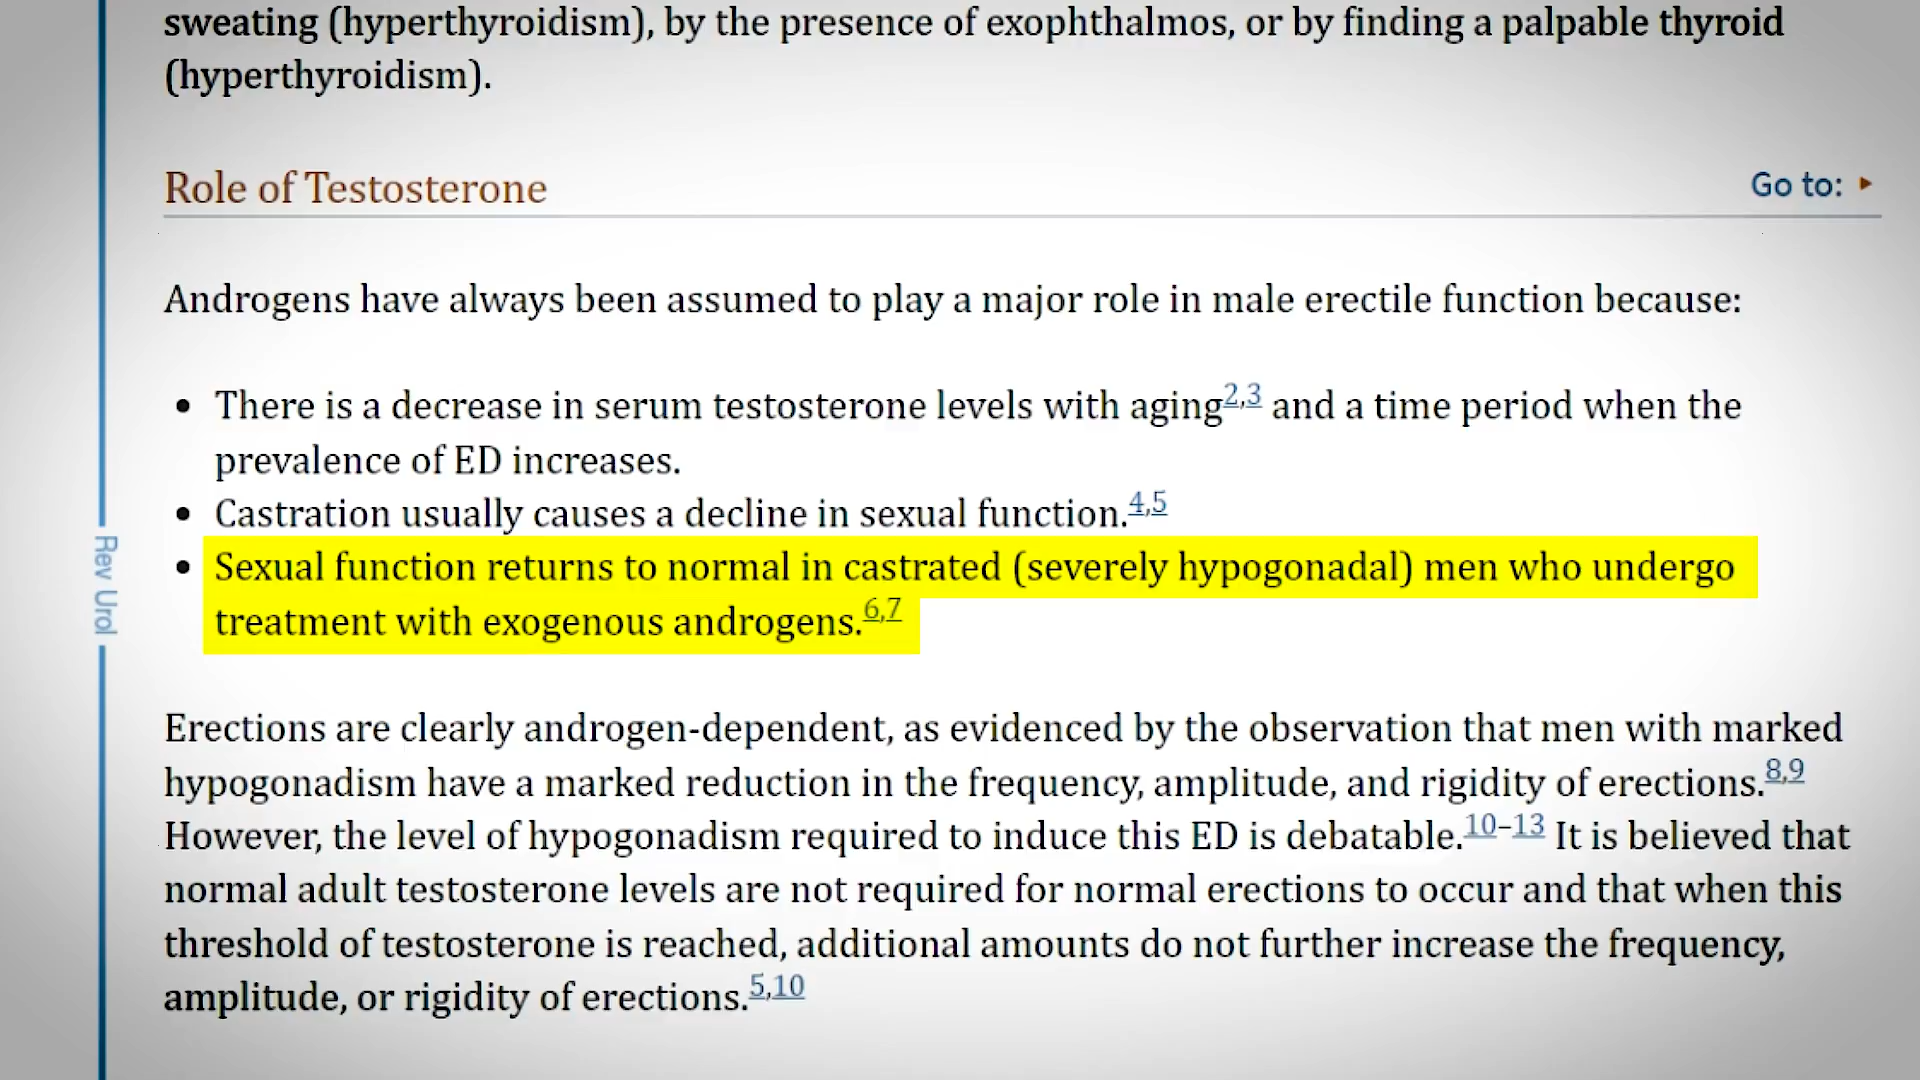 sweating (hyperthyroidism), by the presence of exophthalmos, or by finding a palpable thyroid
(hyperthyroidism).
Role of Testosterone
Go to: ▸
Androgens have always been assumed to play a major role in male erectile function because:
• There is a decrease in serum testosterone levels with aging2,3 and a time period when the
prevalence of ED increases.
• Castration usually causes a decline in sexual function.4,5
• Sexual function returns to normal in castrated (severely hypogonadal) men who undergo
treatment with exogenous androgens.6,7
Rev Urol
Erections are clearly androgen-dependent, as evidenced by the observation that men with marked
hypogonadism have a marked reduction in the frequency, amplitude, and rigidity of erections.8,9
However, the level of hypogonadism required to induce this ED is debatable.10–13 It is believed that
normal adult testosterone levels are not required for normal erections to occur and that when this
threshold of testosterone is reached, additional amounts do not further increase the frequency,
amplitude, or rigidity of erections.5,10